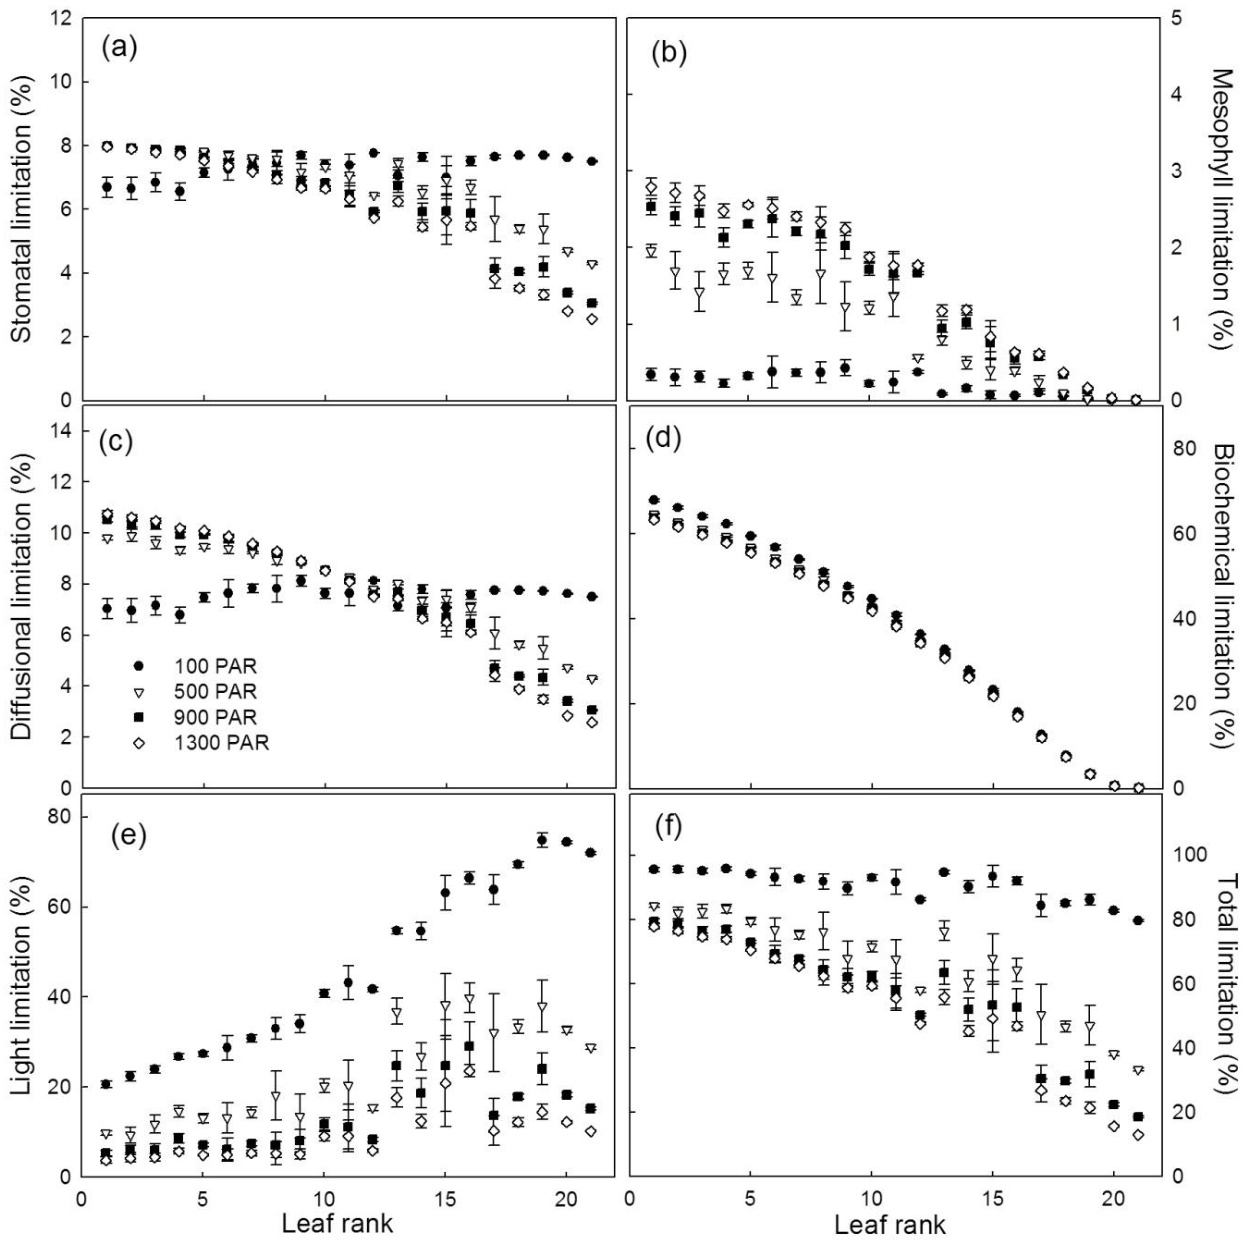 (a)
12
10
8
6
4
2
0
Stomatal limitation (%)
(b)
5
4
3
2
1
0
Mesophyll limitation (%)
(c)
14
12
10
8
6
4
2
0
Diffusional limitation (%)
100 PAR
500 PAR
900 PAR
1300 PAR
(d)
80
60
40
20
0
Biochemical limitation (%)
(e)
80
60
40
20
0
Light limitation (%)
0 5 10 15 20
Leaf rank
(f)
100
80
60
40
20
0
Total limitation (%)
0 5 10 15 20
Leaf rank